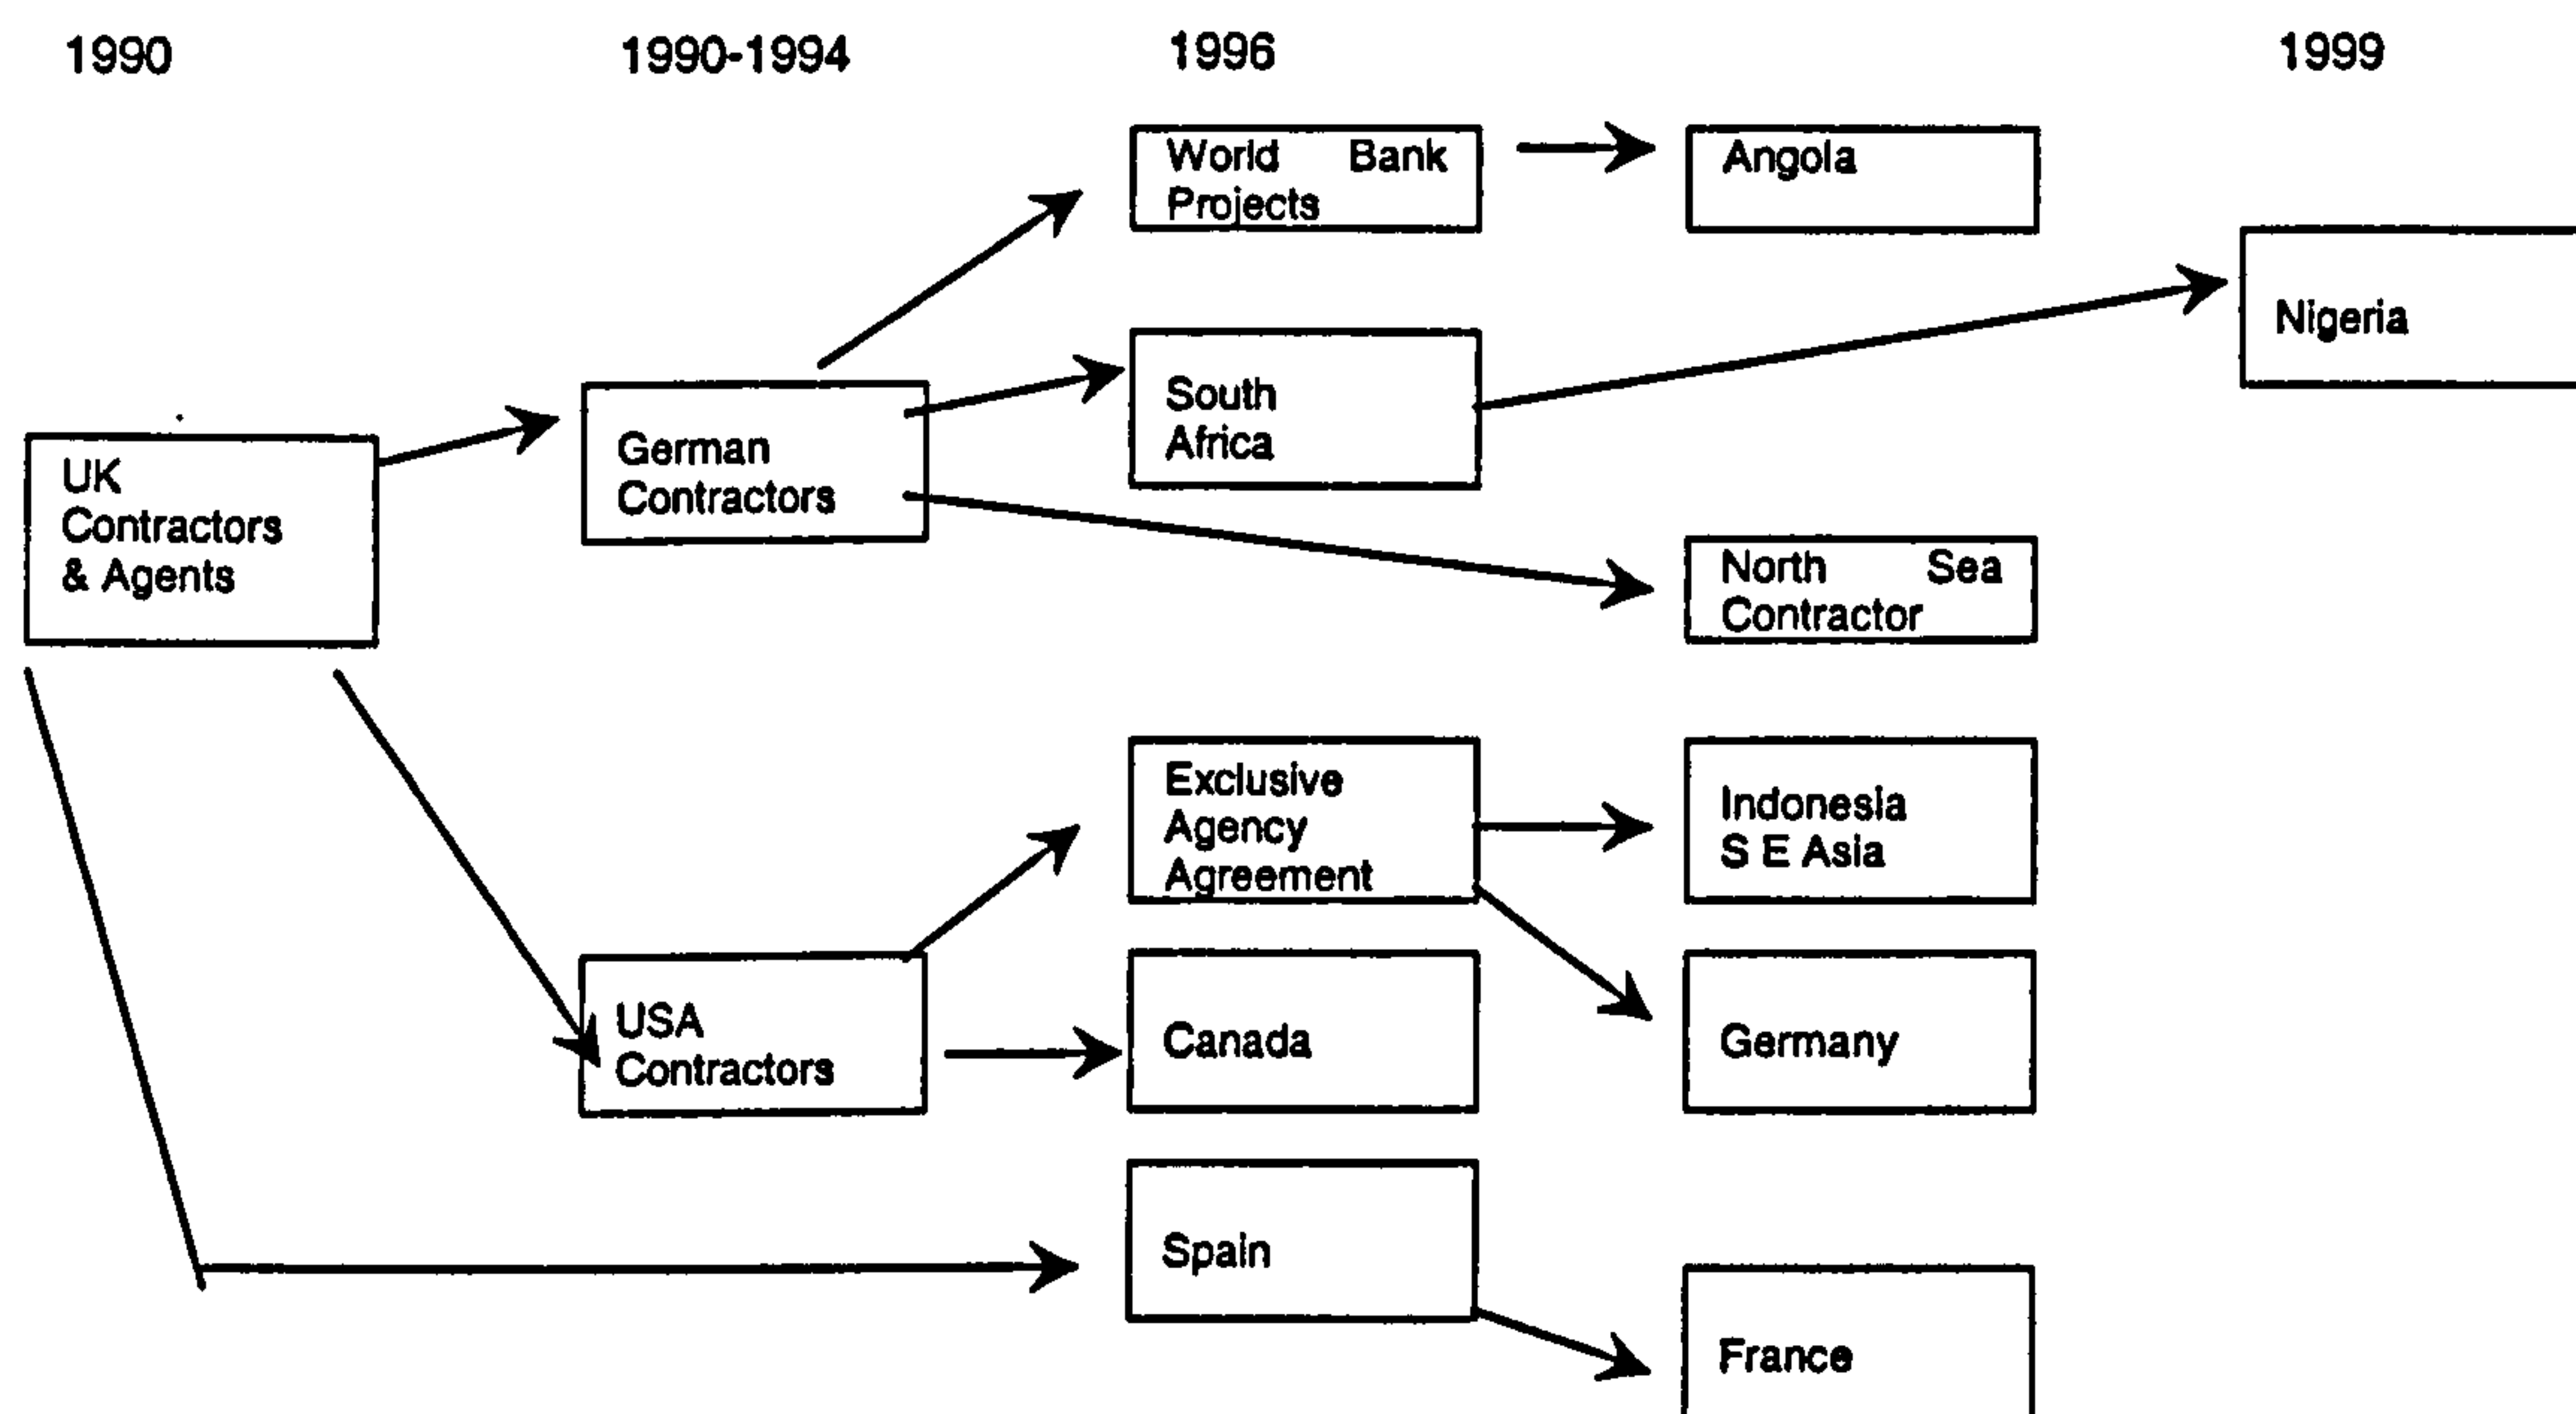 1990
1990-1994
1996
1999
World Bank
Projects
Angola
Nigeria
South
Africa
German
Contractors
UK
Contractors
& Agents
North Sea
Contractor
Exclusive
Agency
Agreement
Indonesia
S E Asia
USA
Contractors
Canada
Germany
Spain
France